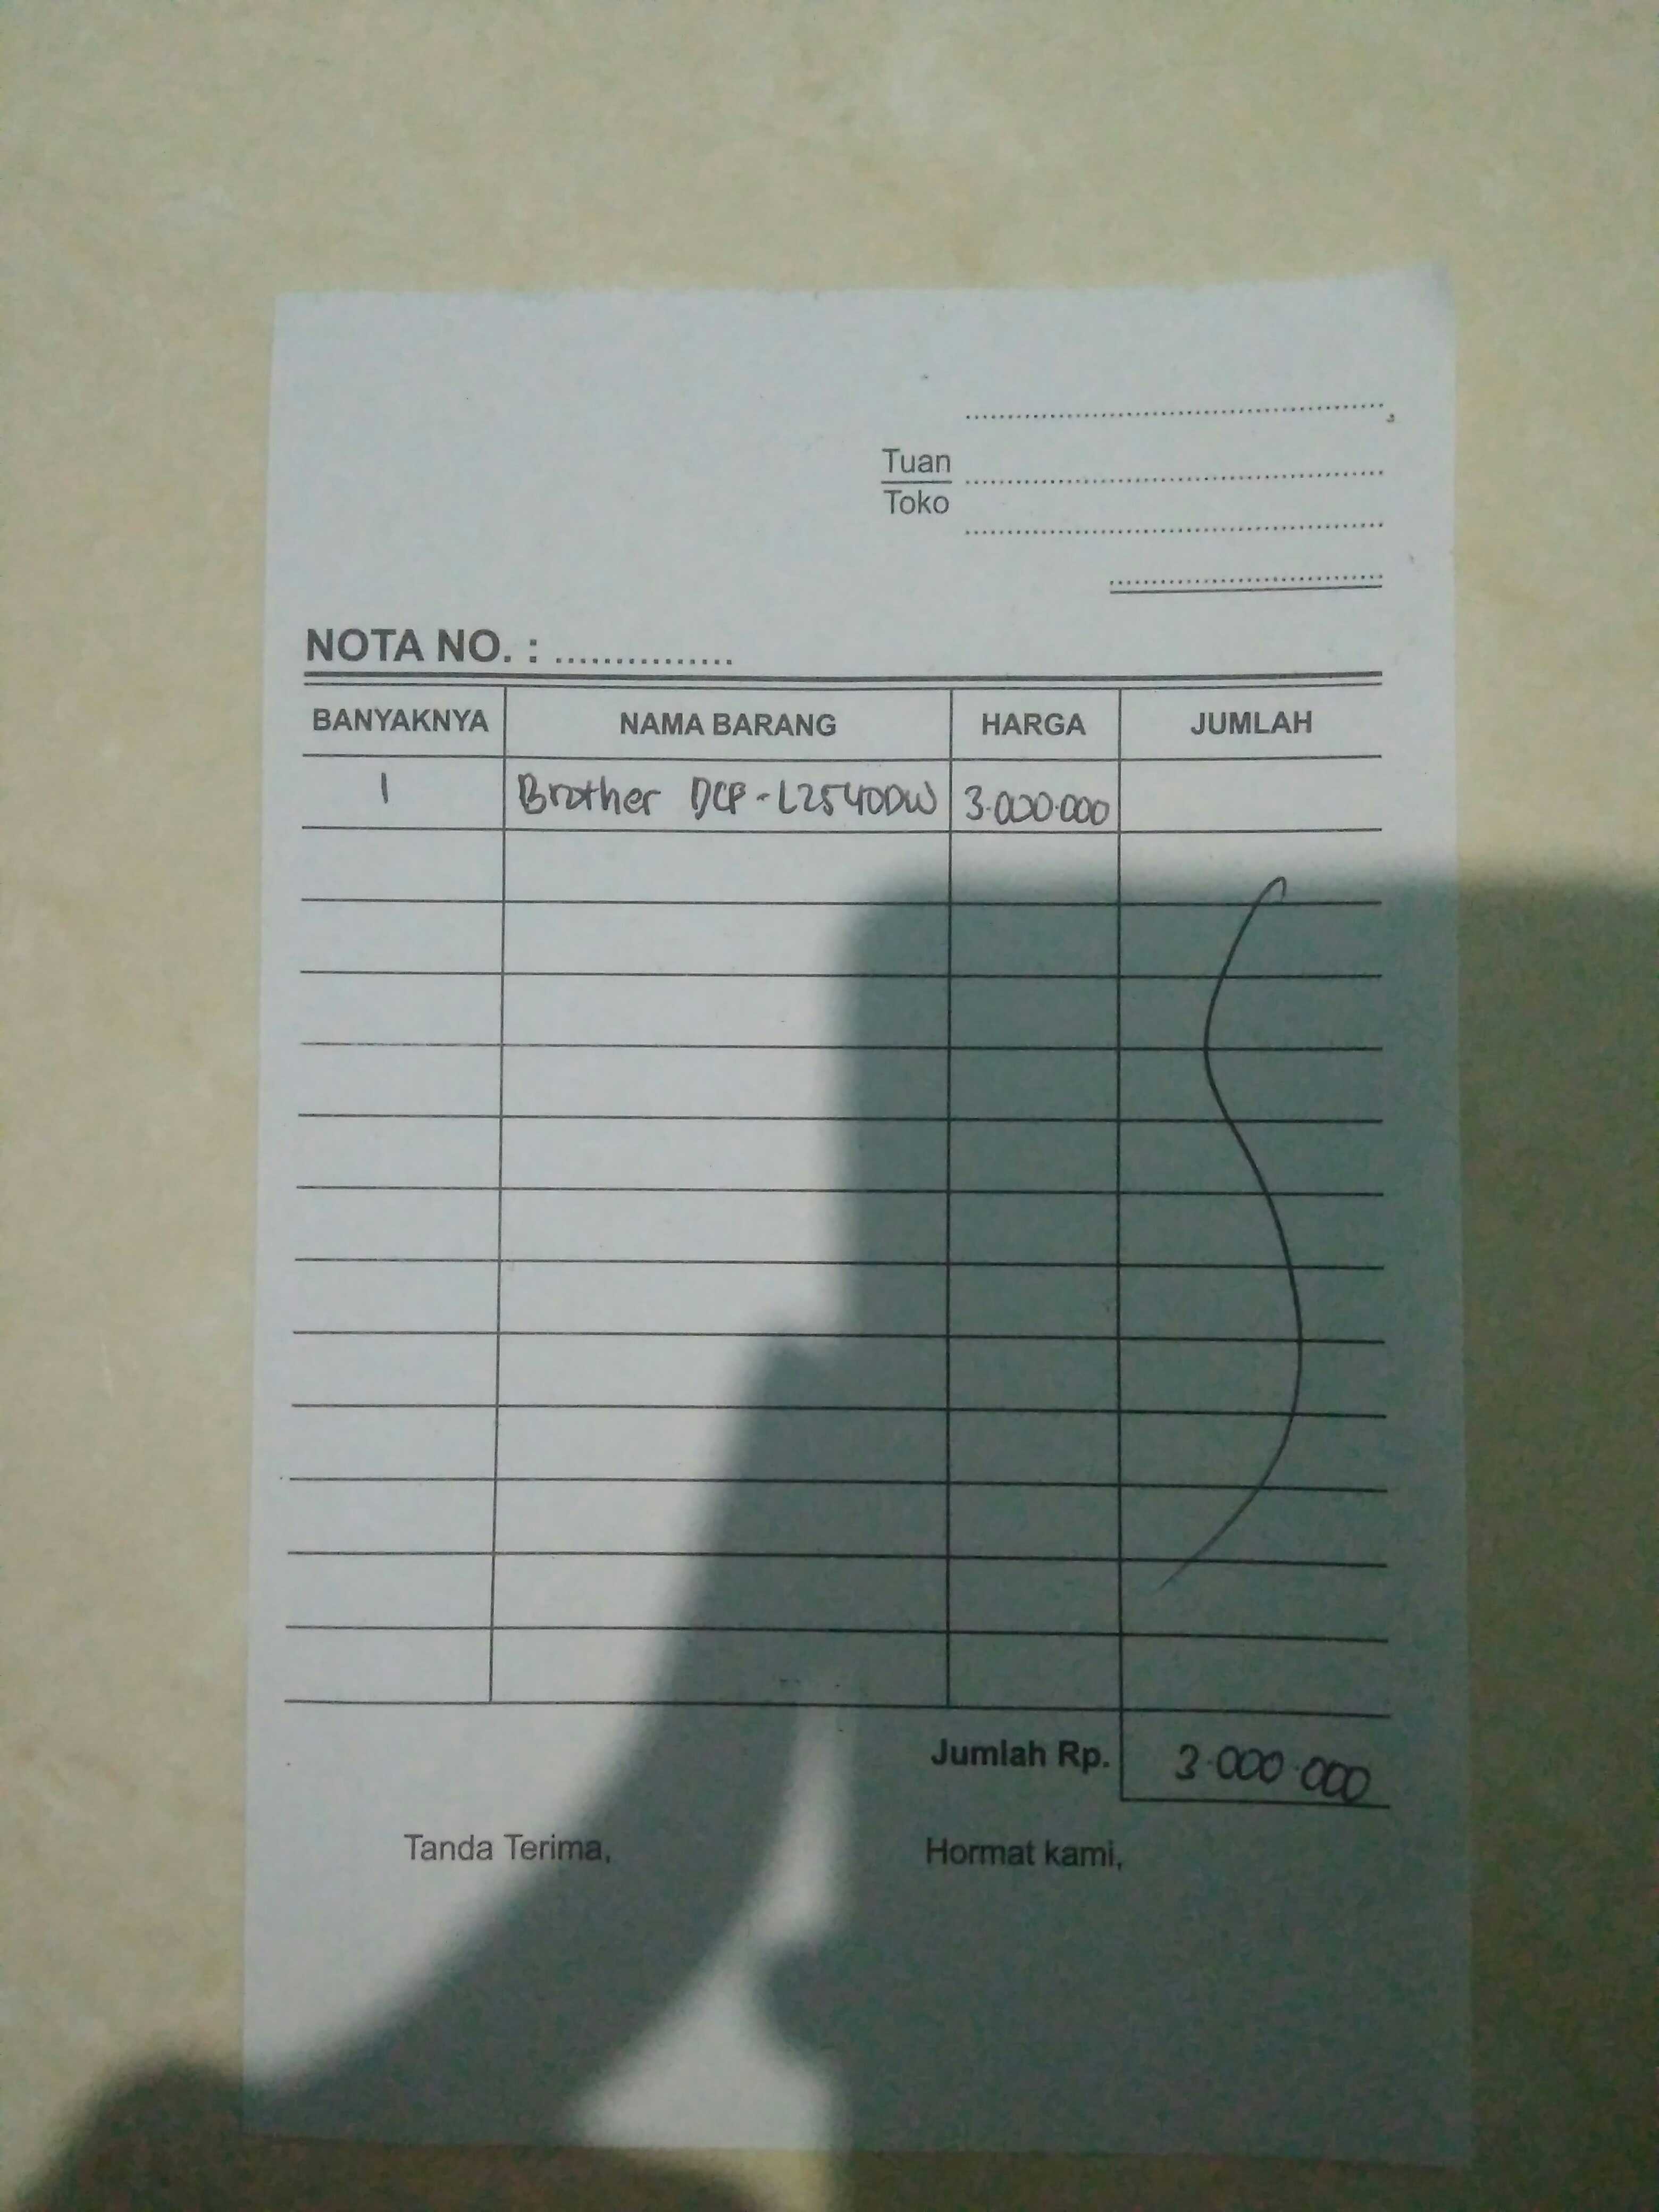 Tuan
Toko
NOTA NO. : ...............
BANYAKNYA NAMA BARANG HARGA JUMLAH
1 Brother DCP-L2540DW 3.000.000
Jumlah Rp. 3.000.000
Tanda Terima, Hormat kami,